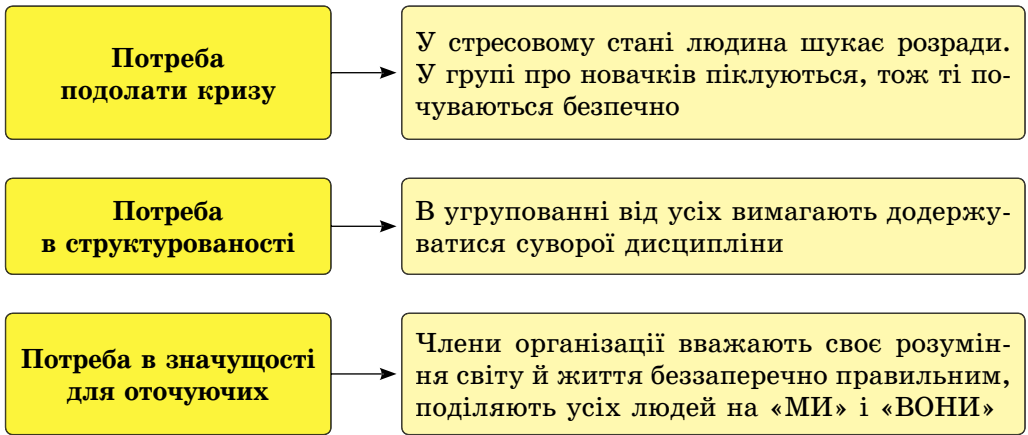 Потреба
подолати кризу
У стресовому стані людина шукає розради.
У групі про новачків піклуються, тож ті по-
чуваються безпечно
Потреба
в структурованості
В угрупованні від усіх вимагають додержу-
ватися суворої дисципліни
Потреба в значущості
для оточуючих
Члени організації вважають своє розумін-
ня світу й життя беззаперечно правильним,
поділяють усіх людей на «МИ» і «ВОНИ»